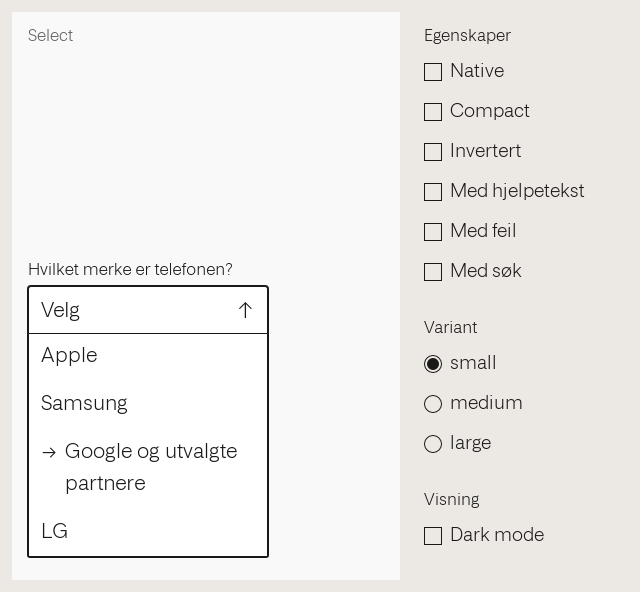 Select
Hvilket merke er telefonen?
Velg
Apple
Samsung
Google og utvalgte
partnere
LG
Egenskaper
Native
Compact
Invertert
Med hjelpetekst
Med feil
Med søk
Variant
small
medium
large
Visning
Dark mode